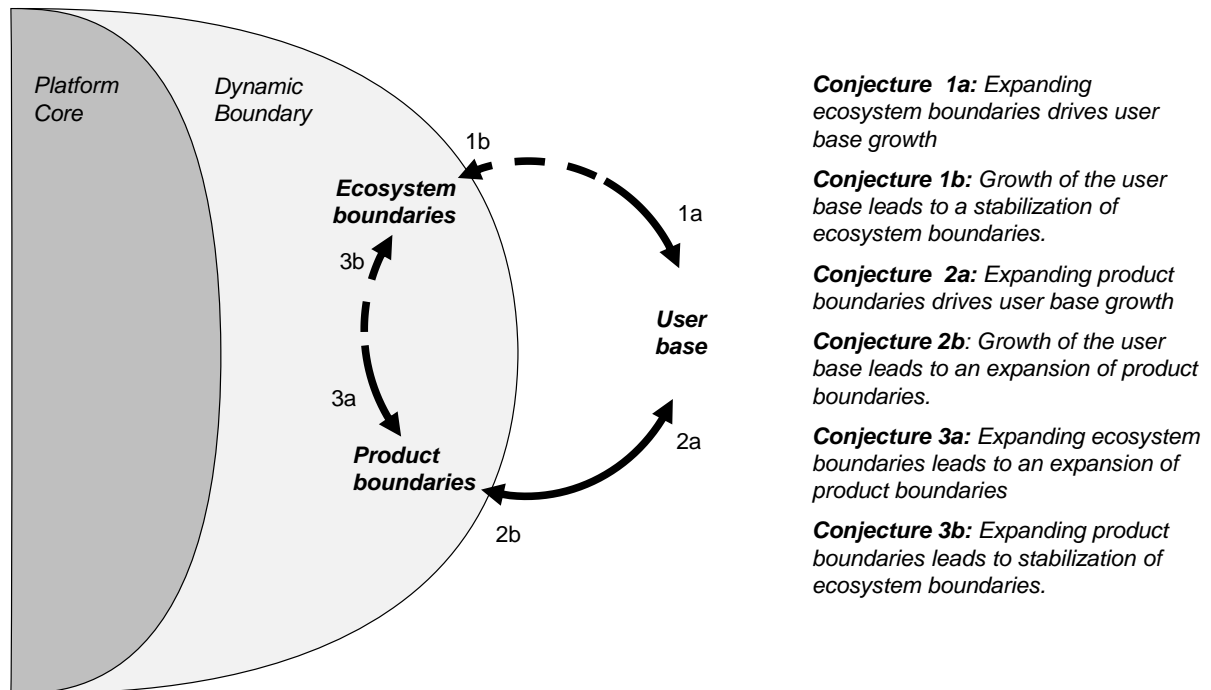 Platform
Core
Dynamic
Boundary
1b
Ecosystem
boundaries
1a
3b
User
base
3a
Product
boundaries
2a
2b
Conjecture 1a: Expanding
ecosystem boundaries drives user
base growth
Conjecture 1b: Growth of the user
base leads to a stabilization of
ecosystem boundaries.
Conjecture 2a: Expanding product
boundaries drives user base growth
Conjecture 2b: Growth of the user
base leads to an expansion of product
boundaries.
Conjecture 3a: Expanding ecosystem
boundaries leads to an expansion of
product boundaries
Conjecture 3b: Expanding product
boundaries leads to stabilization of
ecosystem boundaries.